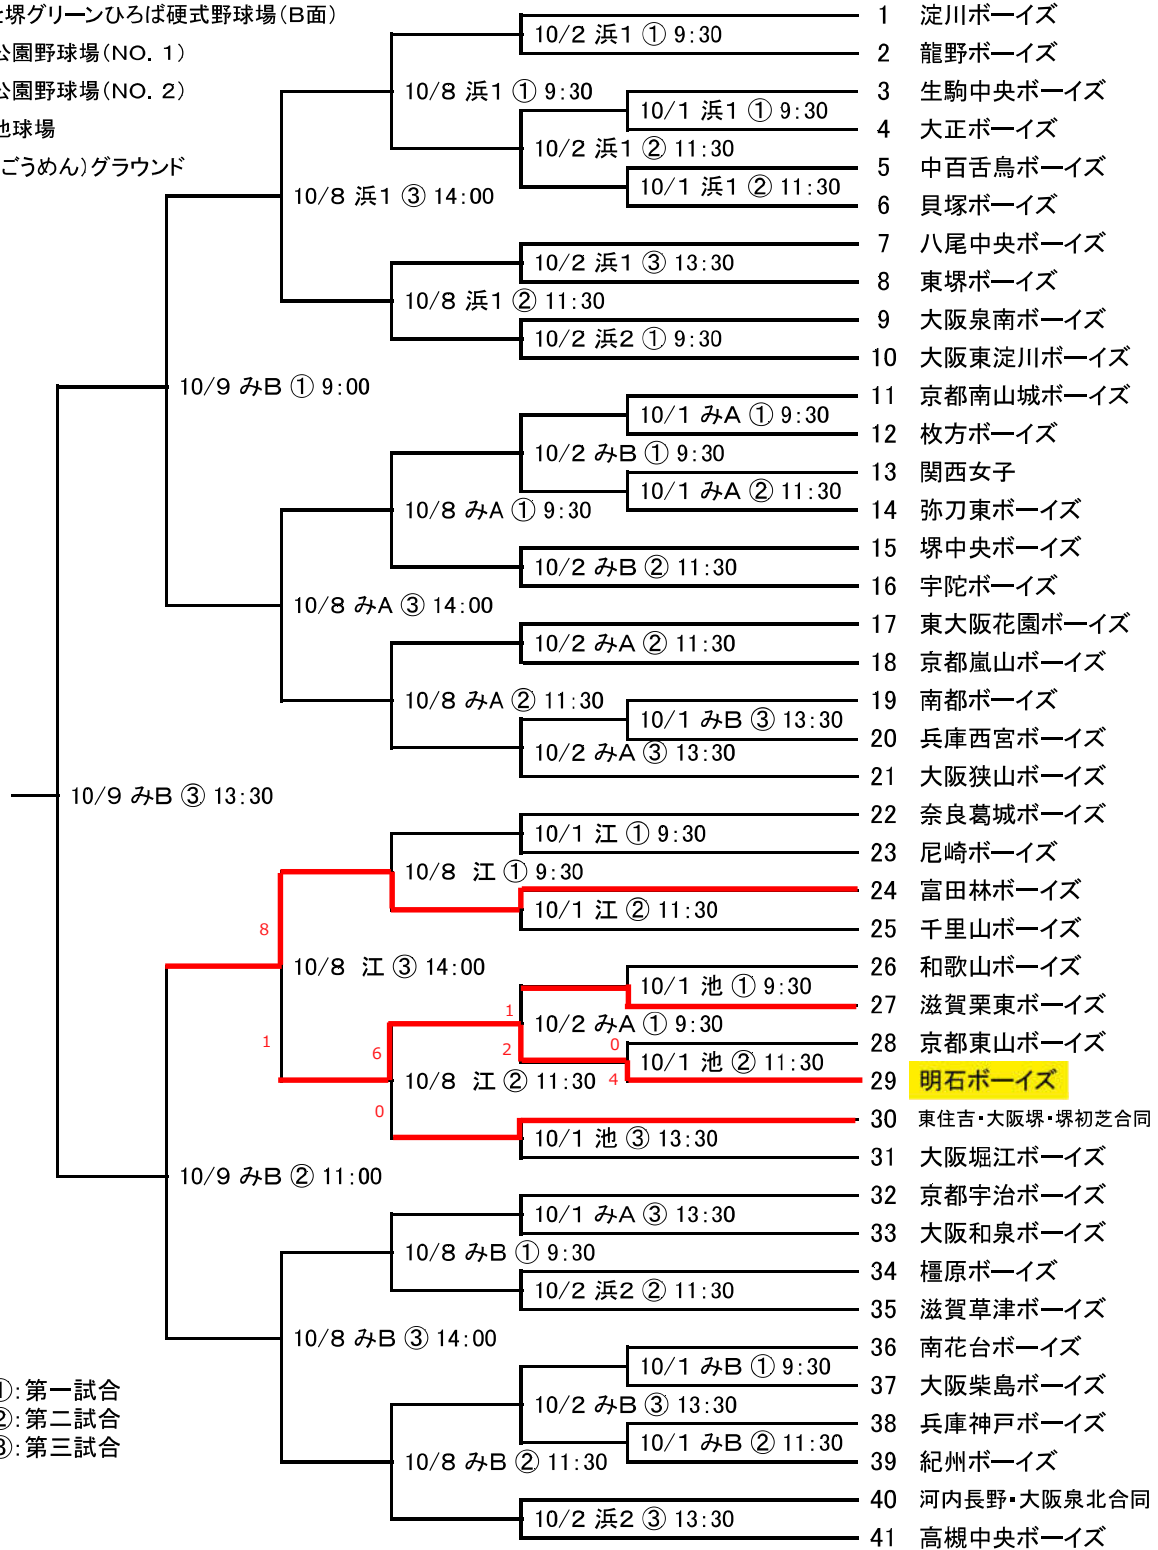 堺グリーンひろば硬式野球場(B面)
公園野球場(NO. 1)
公園野球場(NO. 2)
池球場
ごうめん)グラウンド
1 淀川ボーイズ
10/2 浜1 ① 9:30
2 龍野ボーイズ
10/8 浜1 ① 9:30
3 生駒中央ボーイズ
10/1 浜1 ① 9:30
4 大正ボーイズ
10/2 浜1 ② 11:30
5 中百舌鳥ボーイズ
10/1 浜1 ② 11:30
6 貝塚ボーイズ
10/8 浜1 ③ 14:00
7 八尾中央ボーイズ
10/2 浜1 ③ 13:30
8 東堺ボーイズ
10/8 浜1 ② 11:30
9 大阪泉南ボーイズ
10/2 浜2 ① 9:30
10 大阪東淀川ボーイズ
10/9 みB ① 9:00
11 京都南山城ボーイズ
10/1 みA ① 9:30
12 枚方ボーイズ
10/2 みB ① 9:30
13 関西女子
10/1 みA ② 11:30
14 弥刀東ボーイズ
10/8 みA ① 9:30
15 堺中央ボーイズ
10/2 みB ② 11:30
16 宇陀ボーイズ
10/8 みA ③ 14:00
17 東大阪花園ボーイズ
10/2 みA ② 11:30
18 京都嵐山ボーイズ
10/8 みA ② 11:30
19 南都ボーイズ
10/1 みB ③ 13:30
20 兵庫西宮ボーイズ
10/2 みA ③ 13:30
21 大阪狭山ボーイズ
10/9 みB ③ 13:30
22 奈良葛城ボーイズ
10/1 江 ① 9:30
23 尼崎ボーイズ
10/8 江 ① 9:30
24 富田林ボーイズ
10/1 江 ② 11:30
25 千里山ボーイズ
8
10/8 江 ③ 14:00
26 和歌山ボーイズ
10/1 池 ① 9:30
27 滋賀栗東ボーイズ
1
10/2 みA ① 9:30
28 京都東山ボーイズ
1
6
2
0
10/1 池 ② 11:30
10/8 江 ② 11:30
4
29 明石ボーイズ
0
30 東住吉・大阪堺・堺初芝合同
10/1 池 ③ 13:30
31 大阪堀江ボーイズ
10/9 みB ② 11:00
32 京都宇治ボーイズ
10/1 みA ③ 13:30
33 大阪和泉ボーイズ
10/8 みB ① 9:30
34 橿原ボーイズ
10/2 浜2 ② 11:30
35 滋賀草津ボーイズ
10/8 みB ③ 14:00
36 南花台ボーイズ
10/1 みB ① 9:30
37 大阪柴島ボーイズ
10/2 みB ③ 13:30
38 兵庫神戸ボーイズ
10/1 みB ② 11:30
39 紀州ボーイズ
10/8 みB ② 11:30
40 河内長野・大阪泉北合同
10/2 浜2 ③ 13:30
41 高槻中央ボーイズ
①:第一試合
②:第二試合
③:第三試合